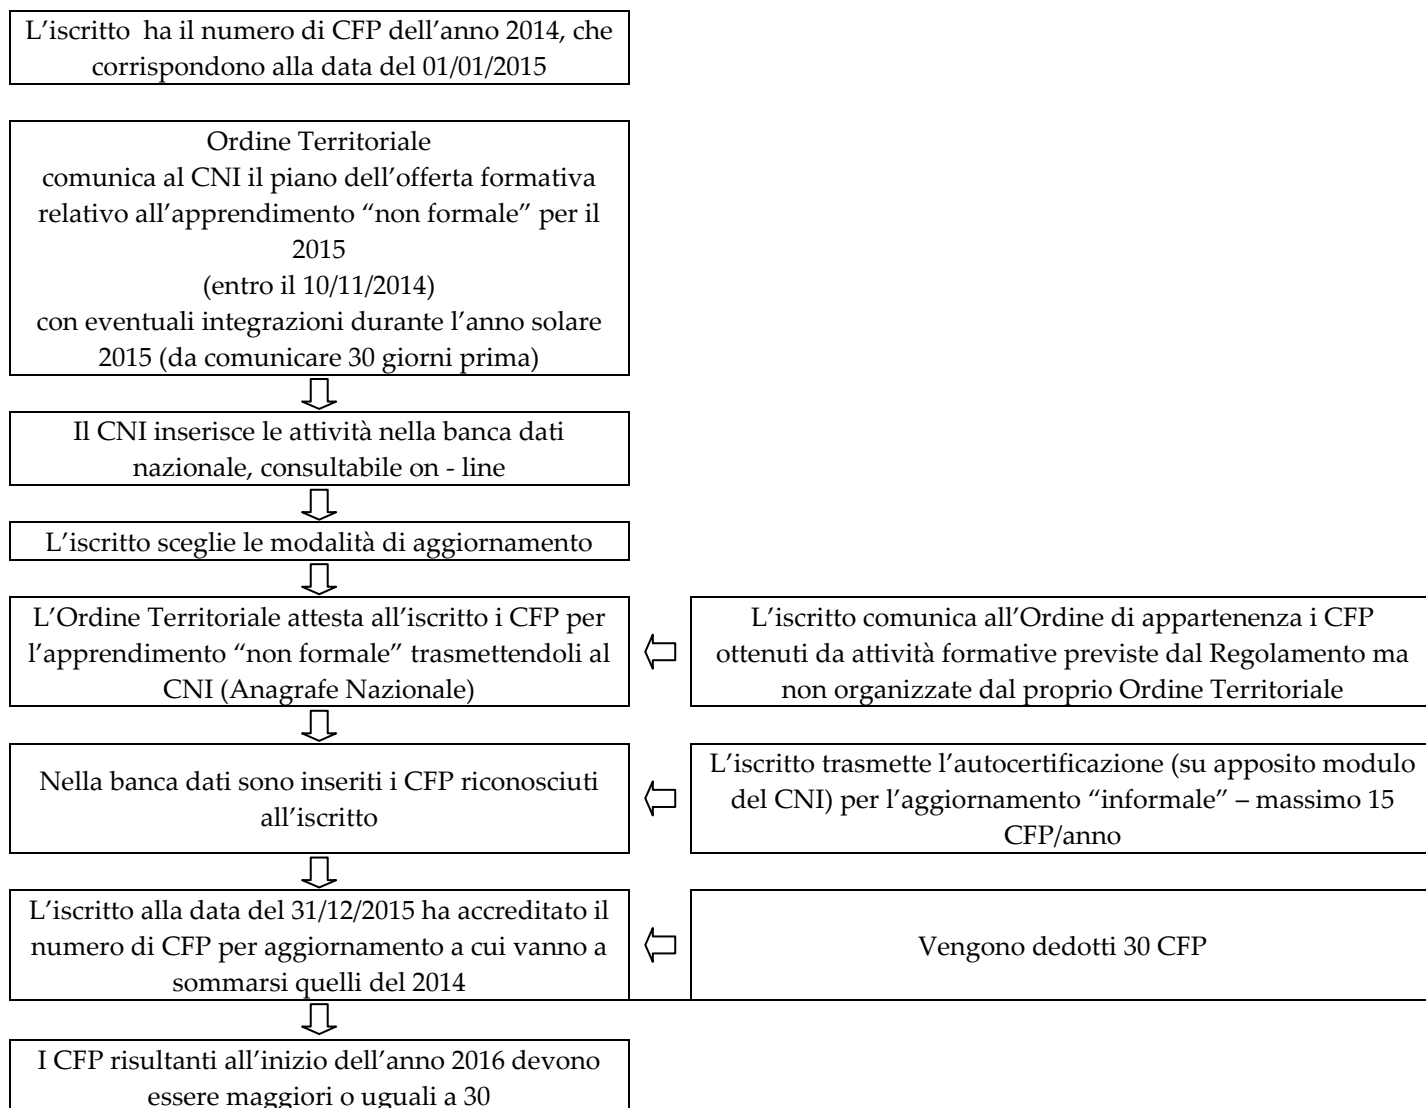 L’iscritto  ha il numero di CFP dell’anno 2014, che
corrispondono alla data del 01/01/2015
Ordine Territoriale
comunica al CNI il piano dell’offerta formativa
relativo all’apprendimento “non formale” per il
2015
(entro il 10/11/2014)
con eventuali integrazioni durante l’anno solare
2015 (da comunicare 30 giorni prima)
Il CNI inserisce le attività nella banca dati
nazionale, consultabile on - line
L’iscritto sceglie le modalità di aggiornamento
L’Ordine Territoriale attesta all’iscritto i CFP per
l’apprendimento “non formale” trasmettendoli al
CNI (Anagrafe Nazionale)
L’iscritto comunica all’Ordine di appartenenza i CFP
ottenuti da attività formative previste dal Regolamento ma
non organizzate dal proprio Ordine Territoriale
Nella banca dati sono inseriti i CFP riconosciuti
all’iscritto
L’iscritto trasmette l’autocertificazione (su apposito modulo
del CNI) per l’aggiornamento “informale” – massimo 15
CFP/anno
L’iscritto alla data del 31/12/2015 ha accreditato il
numero di CFP per aggiornamento a cui vanno a
sommarsi quelli del 2014
Vengono dedotti 30 CFP
I CFP risultanti all’inizio dell’anno 2016 devono
essere maggiori o uguali a 30